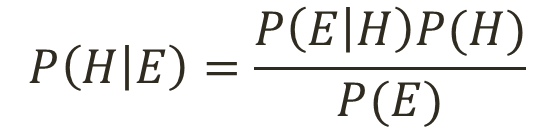 P(H|E) = P(E|H)P(H) / P(E)